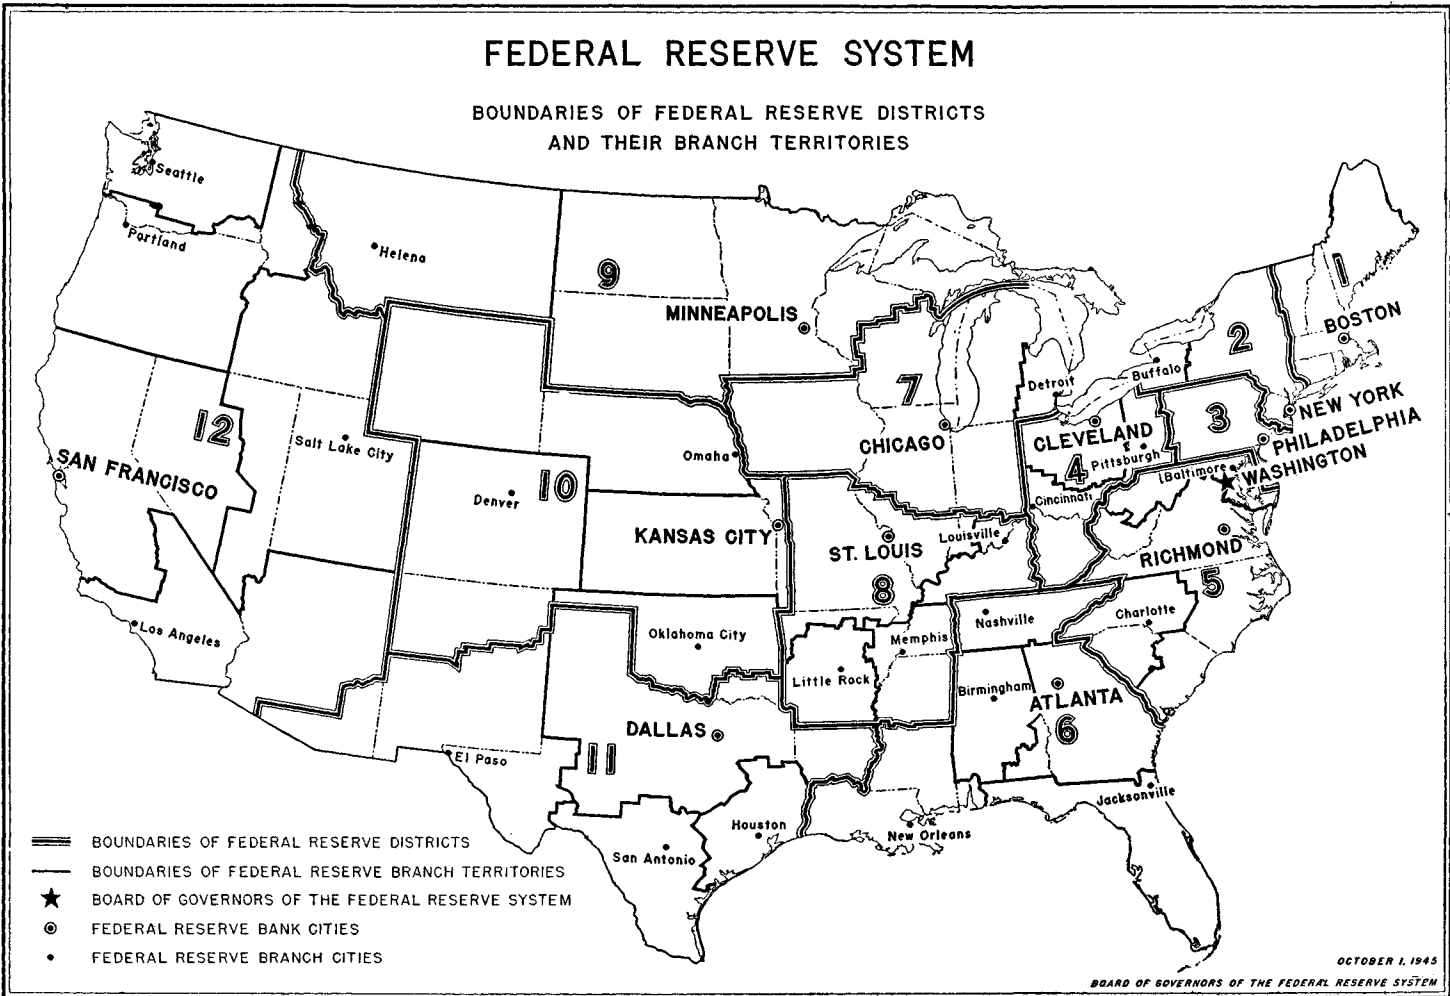 FEDERAL RESERVE SYSTEM
BOUNDARIES OF FEDERAL RESERVE DISTRICTS
AND THEIR BRANCH TERRITORIES
Seattle
Portland
Helena
9
MINNEAPOLIS
1
BOSTON
2
Buffalo
7
Detroit
3
NEW YORK
PHILADELPHIA
WASHINGTON
12
Salt Lake City
SAN FRANCISCO
Omaha
CHICAGO
CLEVELAND
4
Pittsburgh
Baltimore
Cincinnati
10
Denver
KANSAS CITY
ST. LOUIS
8
Louisville
RICHMOND
5
Los Angeles
Oklahoma City
Memphis
Nashville
Charlotte
Little Rock
Birmingham
ATLANTA
6
DALLAS
11
El Paso
Houston
San Antonio
New Orleans
Jacksonville
BOUNDARIES OF FEDERAL RESERVE DISTRICTS
BOUNDARIES OF FEDERAL RESERVE BRANCH TERRITORIES
BOARD OF GOVERNORS OF THE FEDERAL RESERVE SYSTEM
FEDERAL RESERVE BANK CITIES
FEDERAL RESERVE BRANCH CITIES
OCTOBER 1, 1945
BOARD OF GOVERNORS OF THE FEDERAL RESERVE SYSTEM